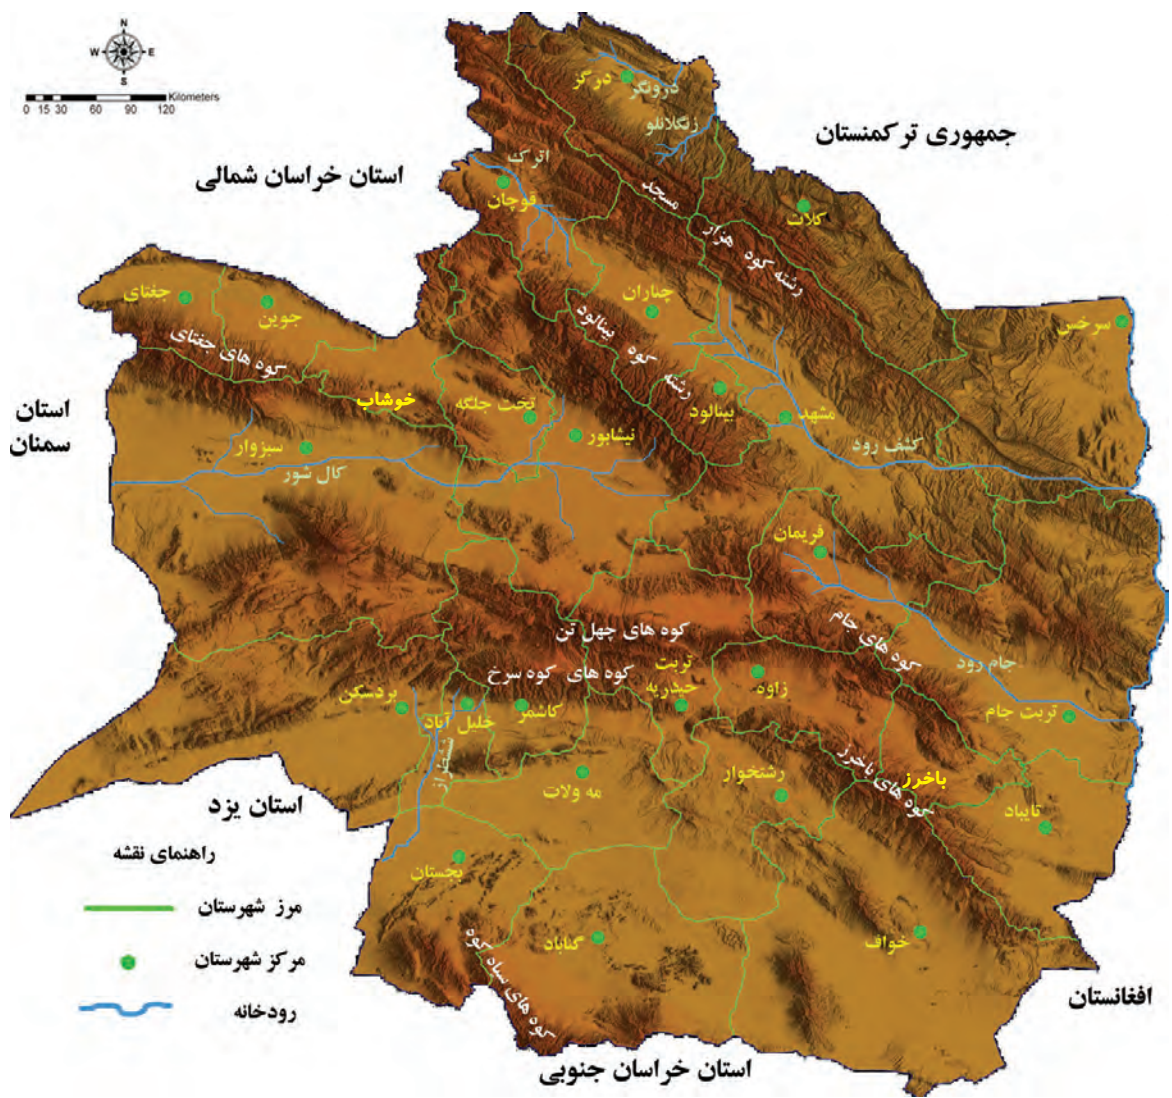 N
W E
S
Kilometers
0 15 30 60 90 120
درگز
درونگر
زنگلانلو
جمهوری ترکمنستان
اترک
قوچان
استان خراسان شمالی
مسجد
رشته کوه هزار
کلات
جغتای
جوین
چناران
سرخس
کوه های جغتای
رشته کوه بینالود
خوشاب
تخت جلگه
بینالود
مشهد
استان
سمنان
سبزوار
نیشابور
کشف رود
کال شور
فریمان
کوه های چهل تن
کوه های جام
جام رود
کوه های کوه سرخ
تربت
حیدریه
زاوه
بردسکن
خلیل آباد
کاشمر
تربت جام
ششطراز
مه ولات
رشتخوار
کوه های باخرز
باخرز
تایباد
استان یزد
راهنمای نقشه
بجستان
مرز شهرستان
گناباد
خواف
کوه های سیاه کوه
مرکز شهرستان
رودخانه
افغانستان
استان خراسان جنوبی